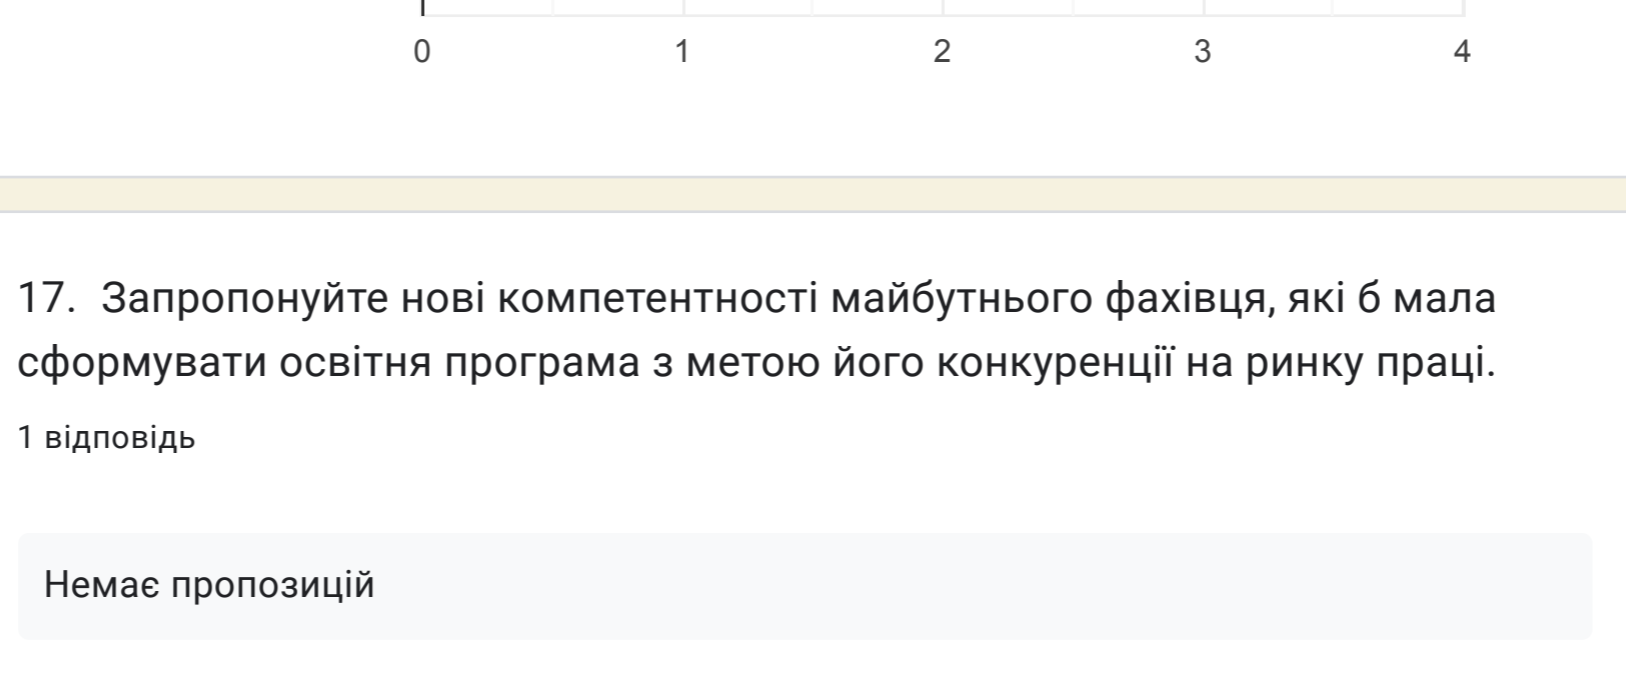 0 1 2 3 4
17. Запропонуйте нові компетентності майбутнього фахівця, які б мала
сформувати освітня програма з метою його конкуренції на ринку праці.
1 відповідь
Немає пропозицій